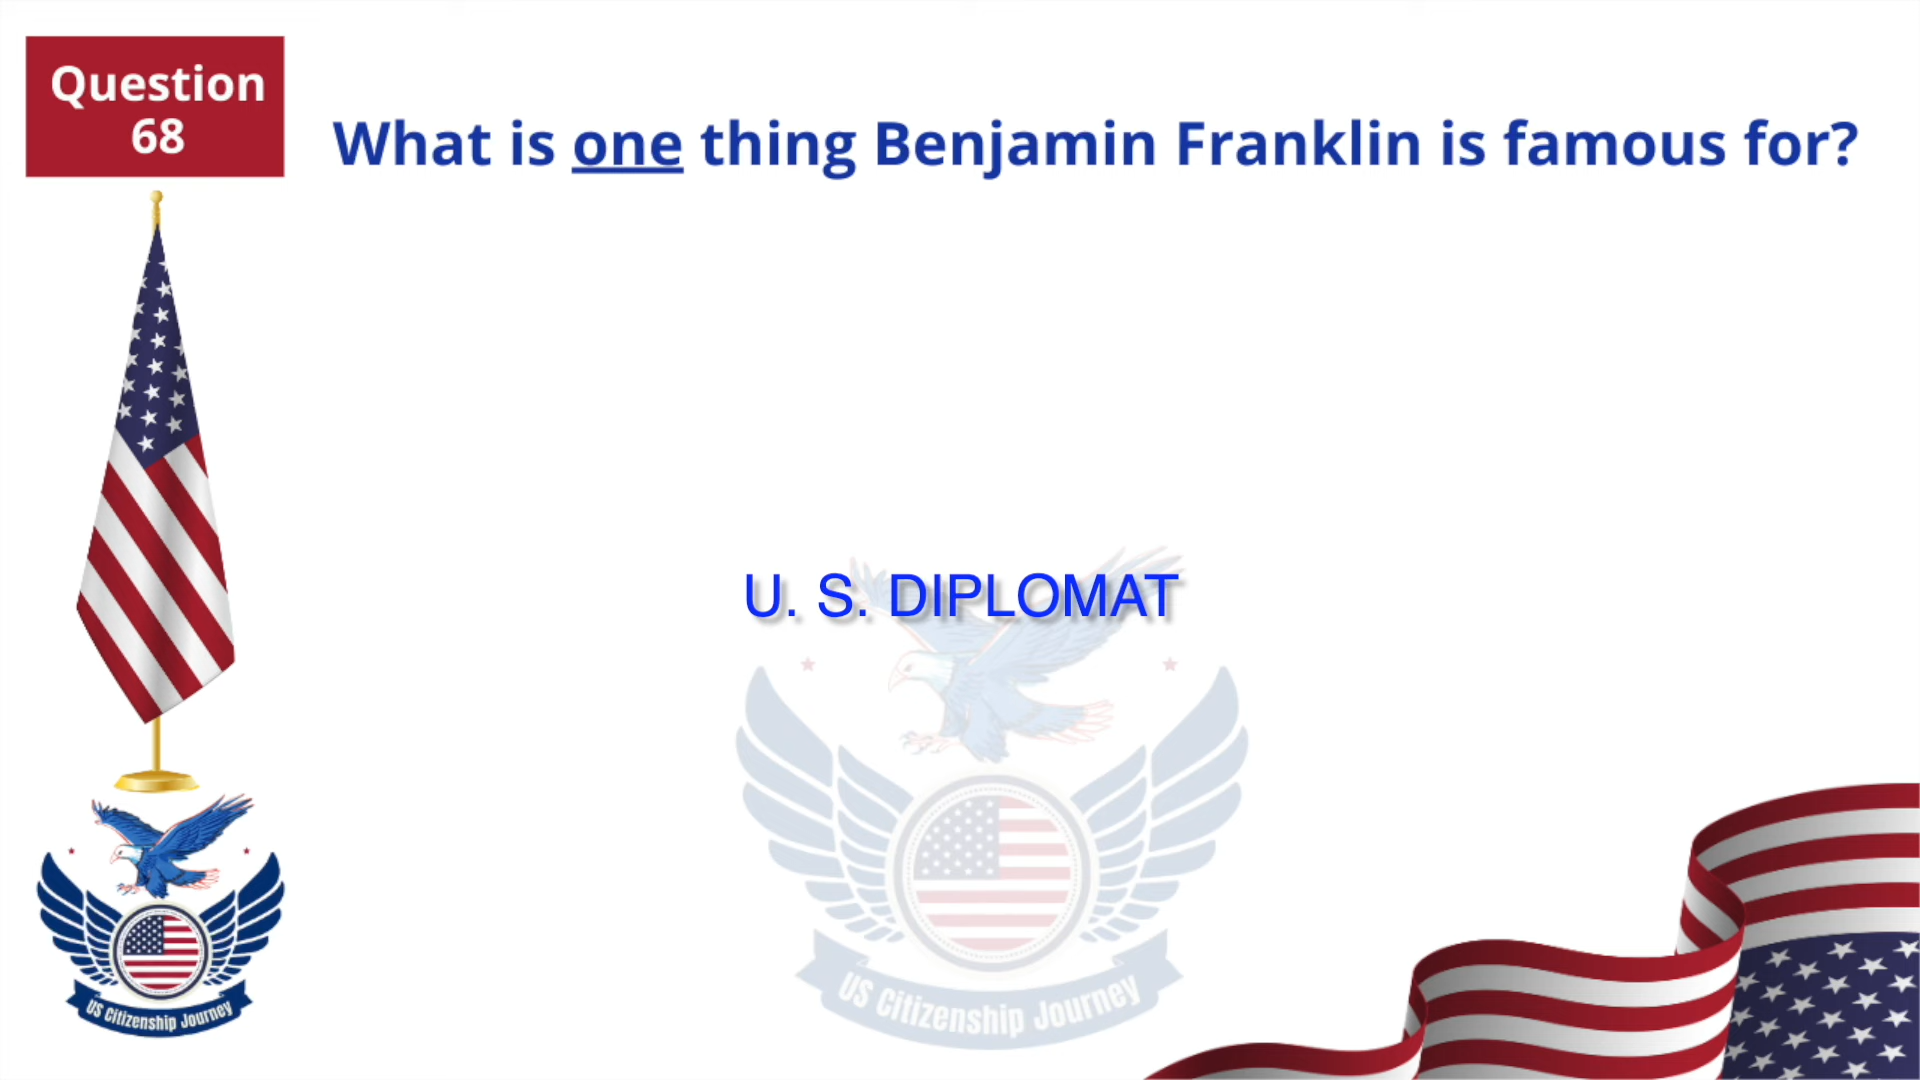 Question
68
What is one thing Benjamin Franklin is famous for?
U. S. DIPLOMAT
US Citizenship Journey
US Citizenship Journey